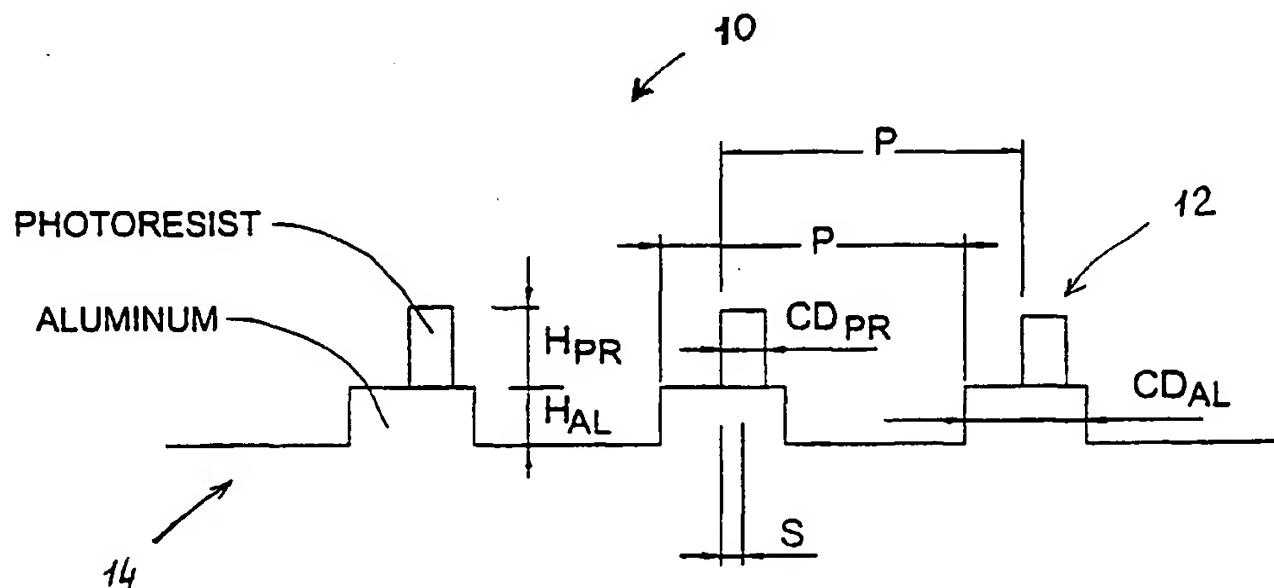 10
P
12
PHOTORESIST
P
ALUMINUM
HPR
CDPR
HAL
CDAL
S
14